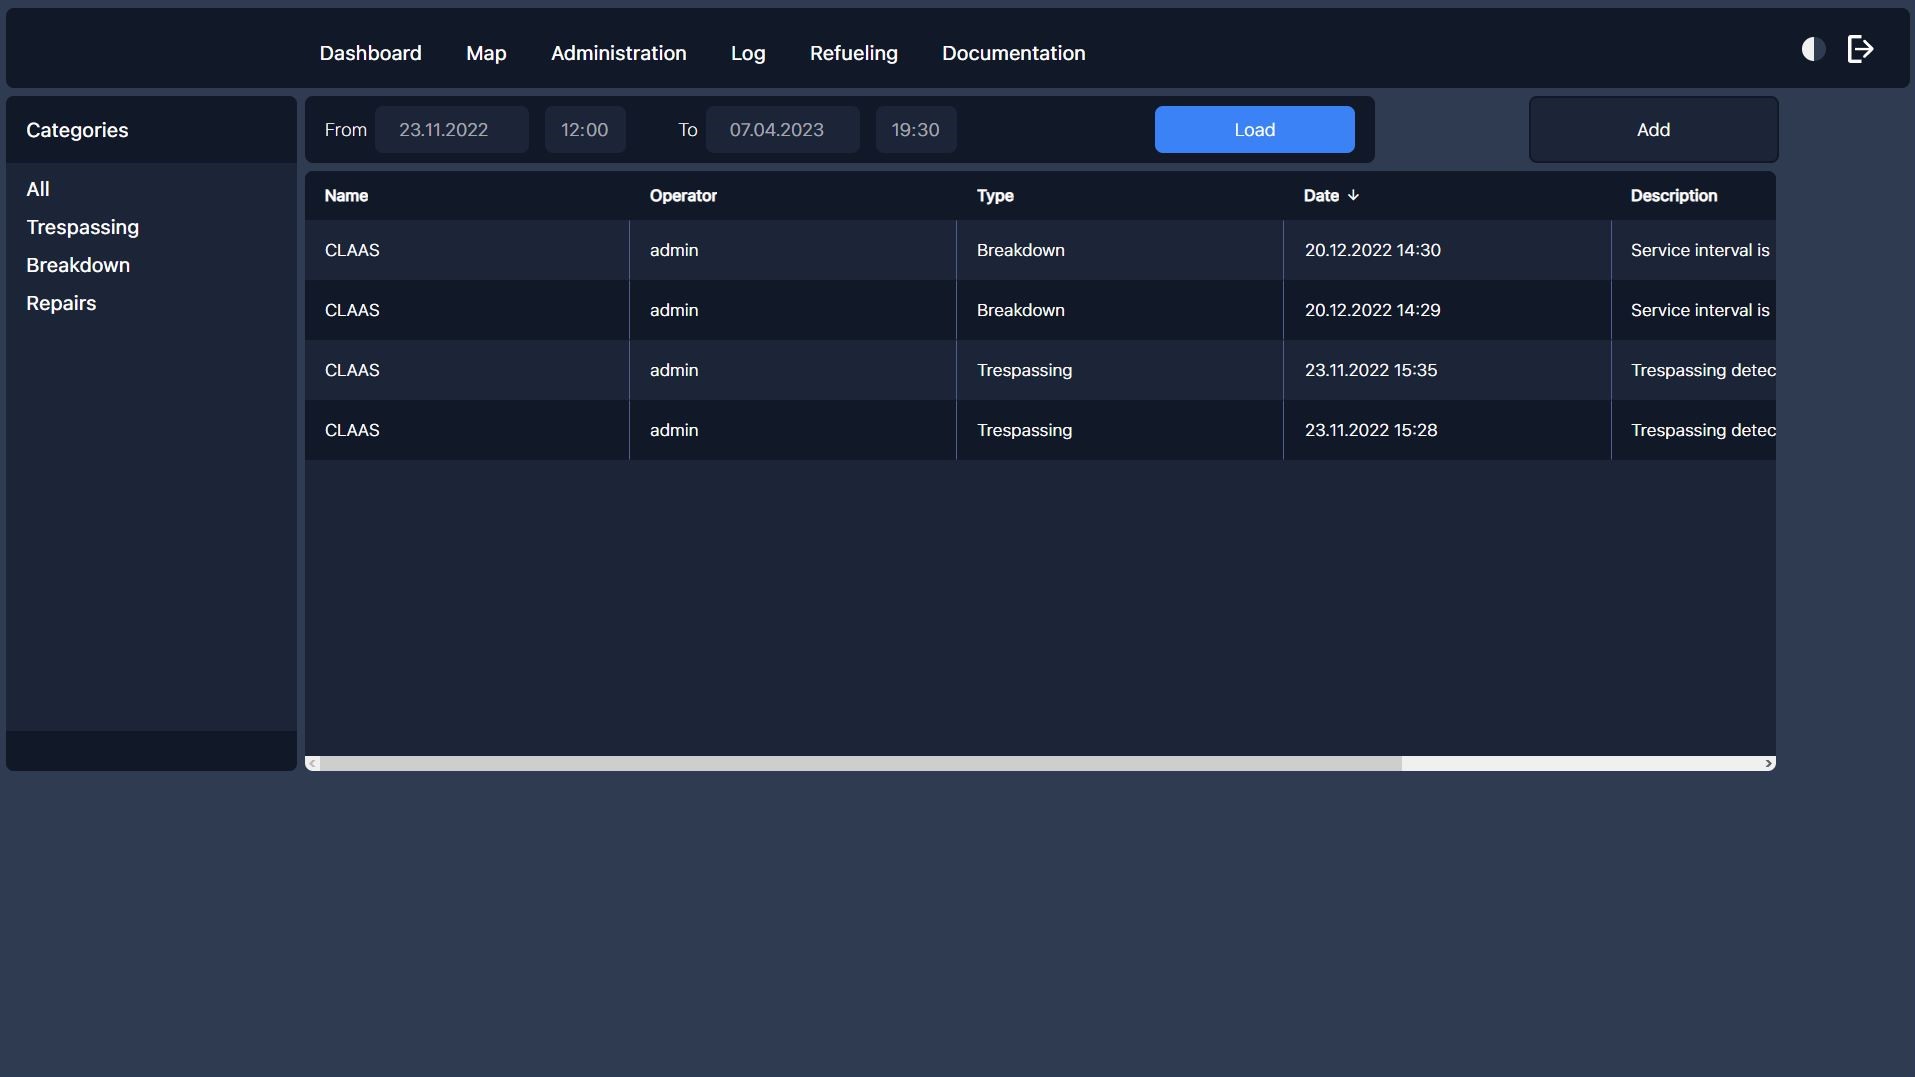 Dashboard Map Administration Log Refueling Documentation
Categories
All
Trespassing
Breakdown
Repairs
From 23.11.2022 12:00 To 07.04.2023 19:30 Load Add
Name Operator Type Date Description
CLAAS admin Breakdown 20.12.2022 14:30 Service interval is
CLAAS admin Breakdown 20.12.2022 14:29 Service interval is
CLAAS admin Trespassing 23.11.2022 15:35 Trespassing detec
CLAAS admin Trespassing 23.11.2022 15:28 Trespassing detec